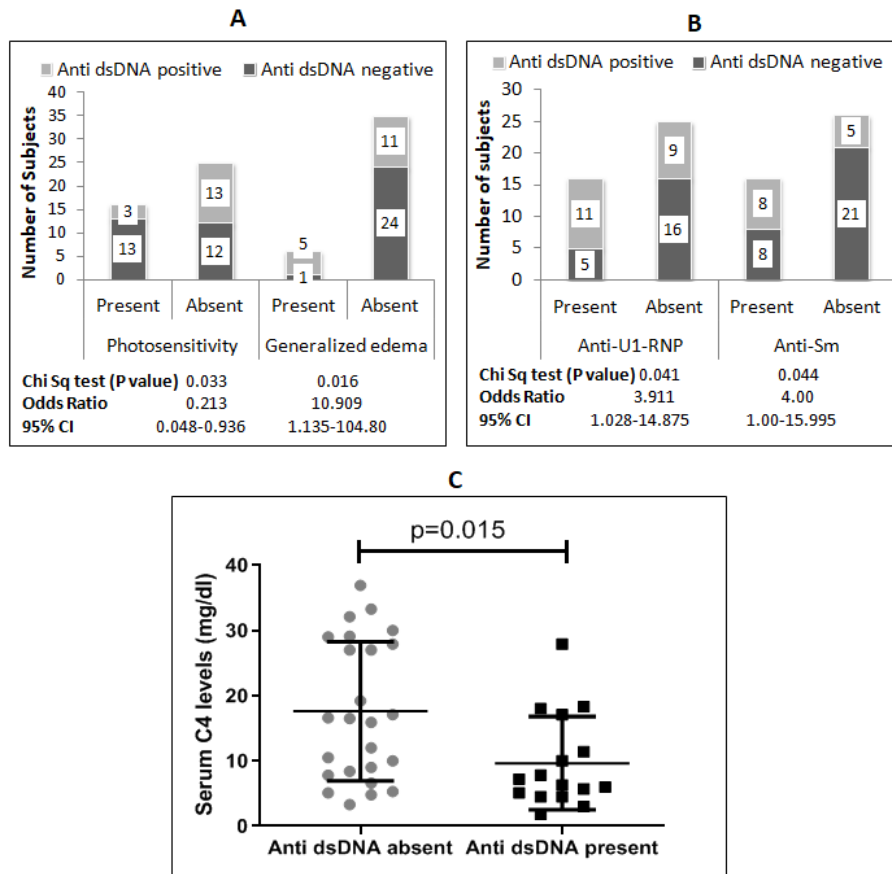 A
Anti dsDNA positive Anti dsDNA negative
Number of Subjects
40
35
30
25
20
15
10
5
0
3
13
13
12
5
1
11
24
Present Absent Present Absent
Photosensitivity Generalized edema
Chi Sq test (P value) 0.033 0.016
Odds Ratio 0.213 10.909
95% CI 0.048-0.936 1.135-104.80
B
Anti dsDNA positive Anti dsDNA negative
Number of subjects
30
25
20
15
10
5
0
11
5
9
16
8
8
5
21
Present Absent Present Absent
Anti-U1-RNP Anti-Sm
Chi Sq test (P value) 0.041 0.044
Odds Ratio 3.911 4.00
95% CI 1.028-14.875 1.00-15.995
C
p=0.015
Serum C4 levels (mg/dl)
40
30
20
10
0
Anti dsDNA absent Anti dsDNA present